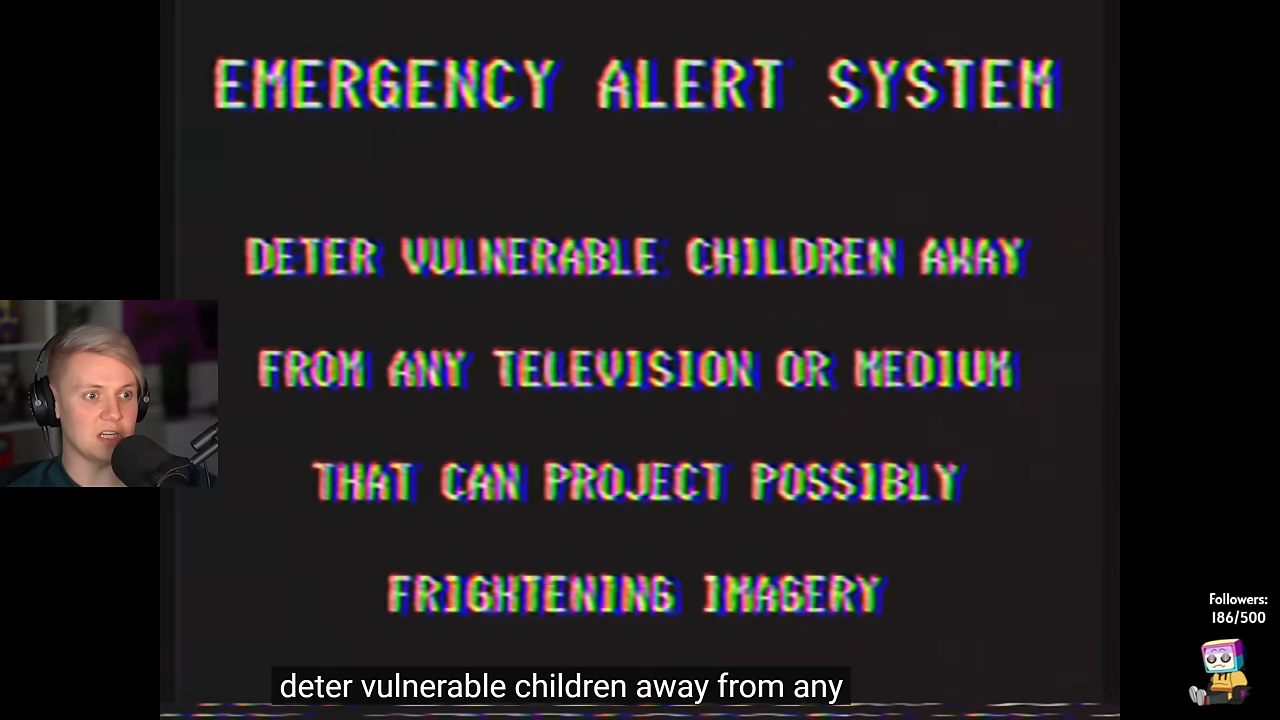 EMERGENCY ALERT SYSTEM
DETER VULNERABLE CHILDREN AWAY
FROM ANY TELEVISION OR MEDIUM
THAT CAN PROJECT POSSIBLY
FRIGHTENING IMAGERY
Followers:
186/500
deter vulnerable children away from any